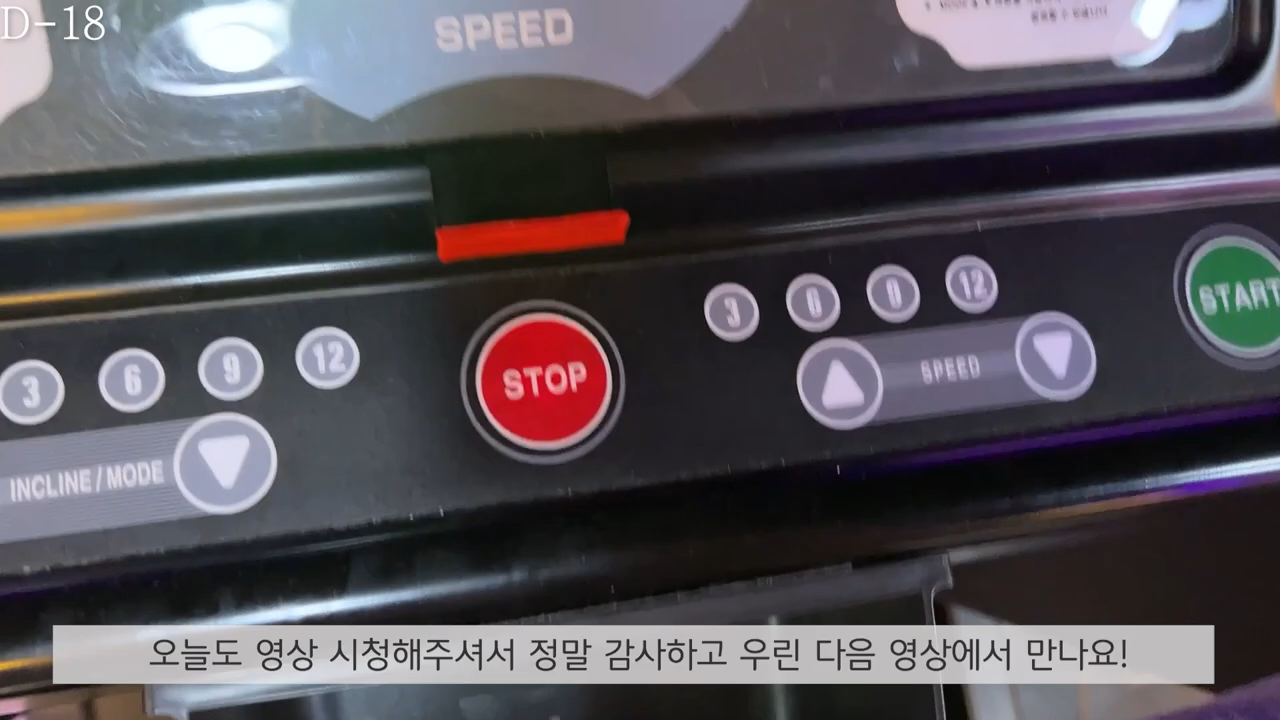 D-18
SPEED
3 6 9 12
STOP
3 6 9 12
START
INCLINE / MODE
SPEED
오늘도 영상 시청해주셔서 정말 감사하고 우린 다음 영상에서 만나요!